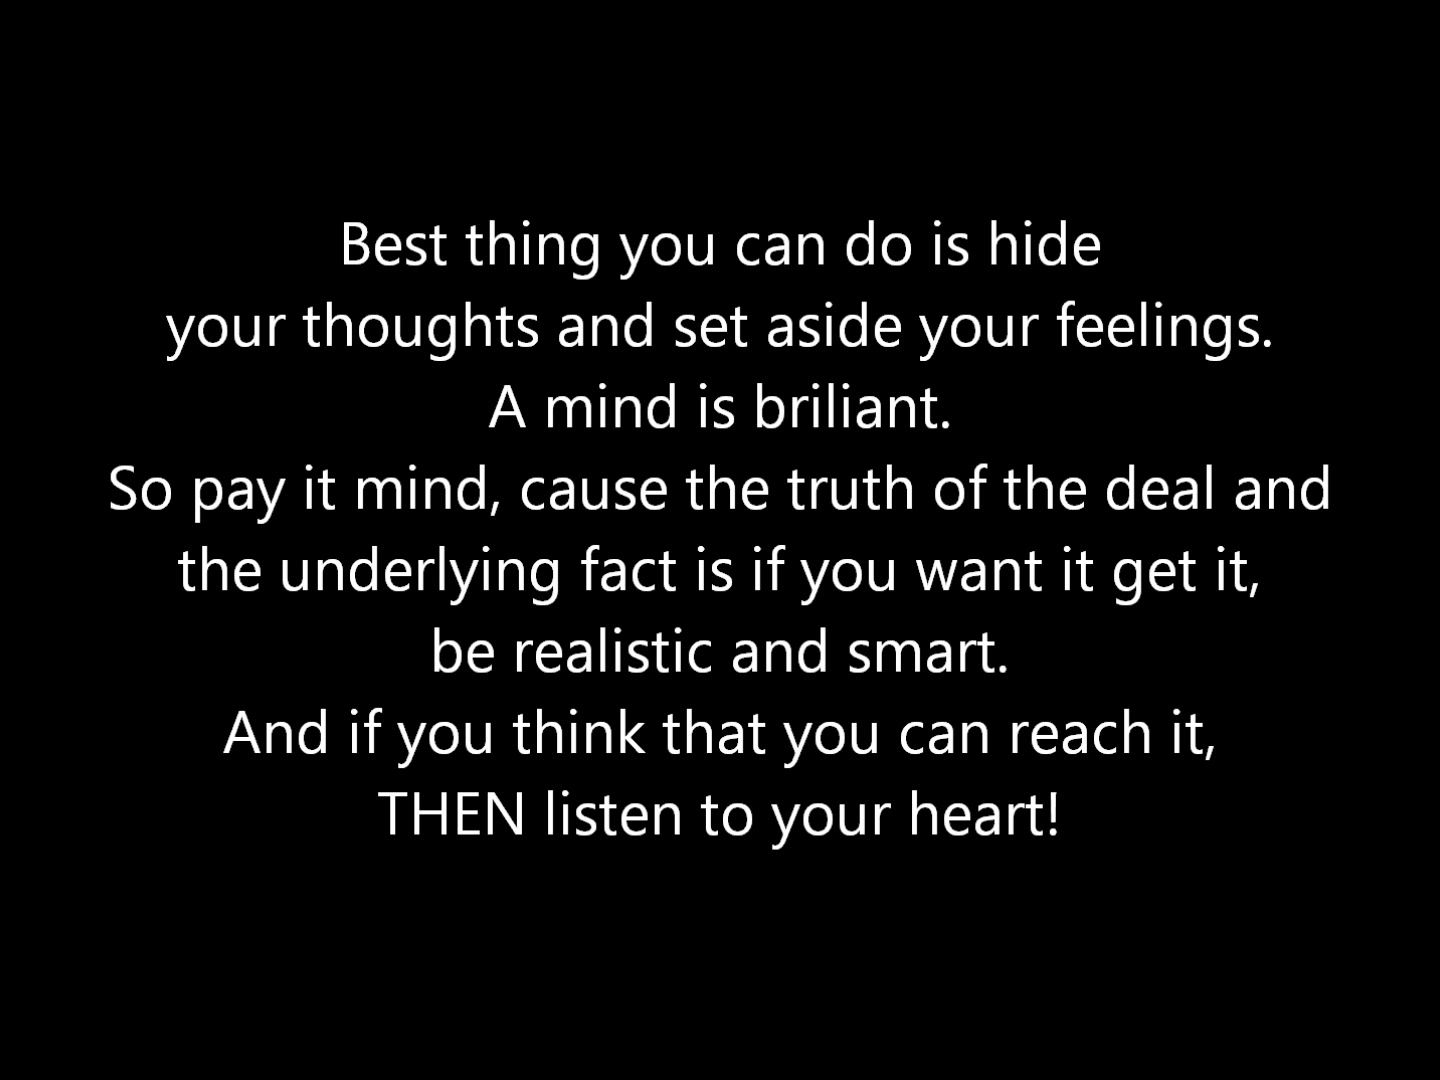 Best thing you can do is hide
your thoughts and set aside your feelings.
A mind is briliant.
So pay it mind, cause the truth of the deal and
the underlying fact is if you want it get it,
be realistic and smart.
And if you think that you can reach it,
THEN listen to your heart!